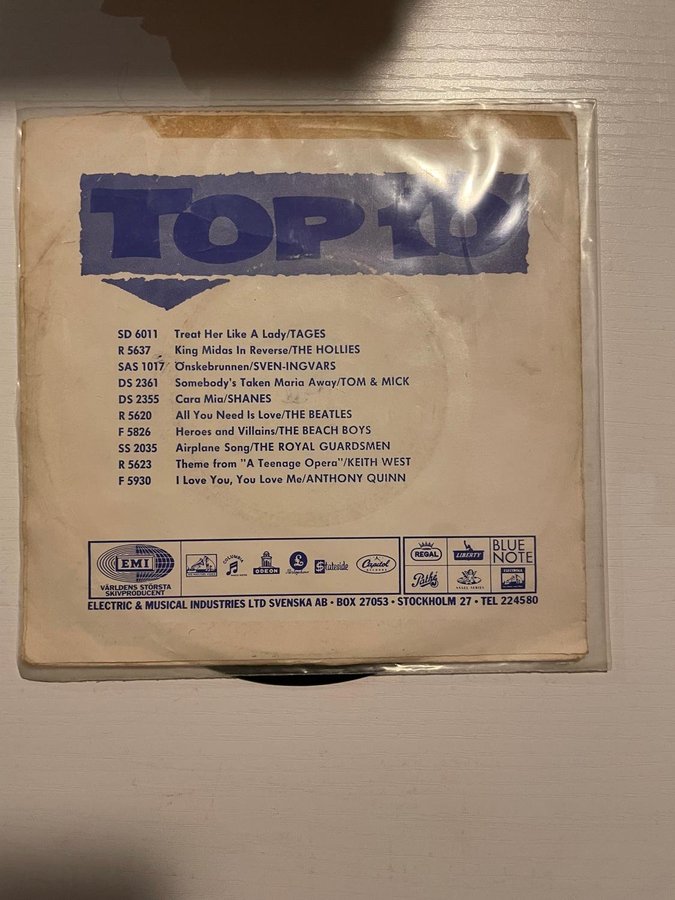 TOP 10
SD 6011 Treat Her Like A Lady/TAGES
R 5637 King Midas In Reverse/THE HOLLIES
SAS 1017 Önskebrunnen/SVEN-INGVARS
DS 2361 Somebody's Taken Maria Away/TOM & MICK
DS 2355 Cara Mia/SHANES
R 5620 All You Need Is Love/THE BEATLES
F 5826 Heroes and Villains/THE BEACH BOYS
SS 2035 Airplane Song/THE ROYAL GUARDSMEN
R 5623 Theme from "A Teenage Opera"/KEITH WEST
F 5930 I Love You, You Love Me/ANTHONY QUINN
EMI
VÄRLDENS STÖRSTA
SKIVPRODUCENT
COLUMBIA
ODEON
£
Stateside
Capitol
RECORDS
REGAL
LIBERTY
BLUE
NOTE
Pathé
ANGEL SERIES
ELECTROLA
ELECTRIC & MUSICAL INDUSTRIES LTD SVENSKA AB • BOX 27053 • STOCKHOLM 27 • TEL 224580